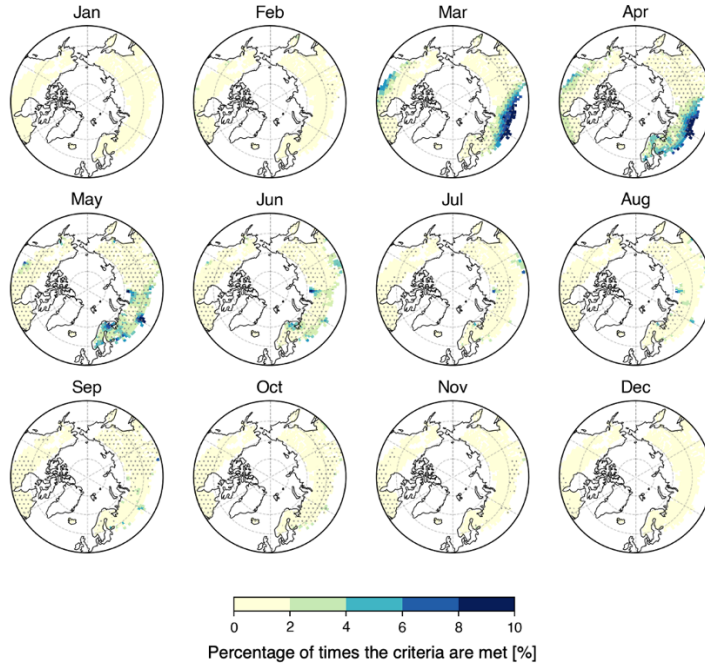 Jan Feb Mar Apr
May Jun Jul Aug
Sep Oct Nov Dec
0 2 4 6 8 10
Percentage of times the criteria are met [%]